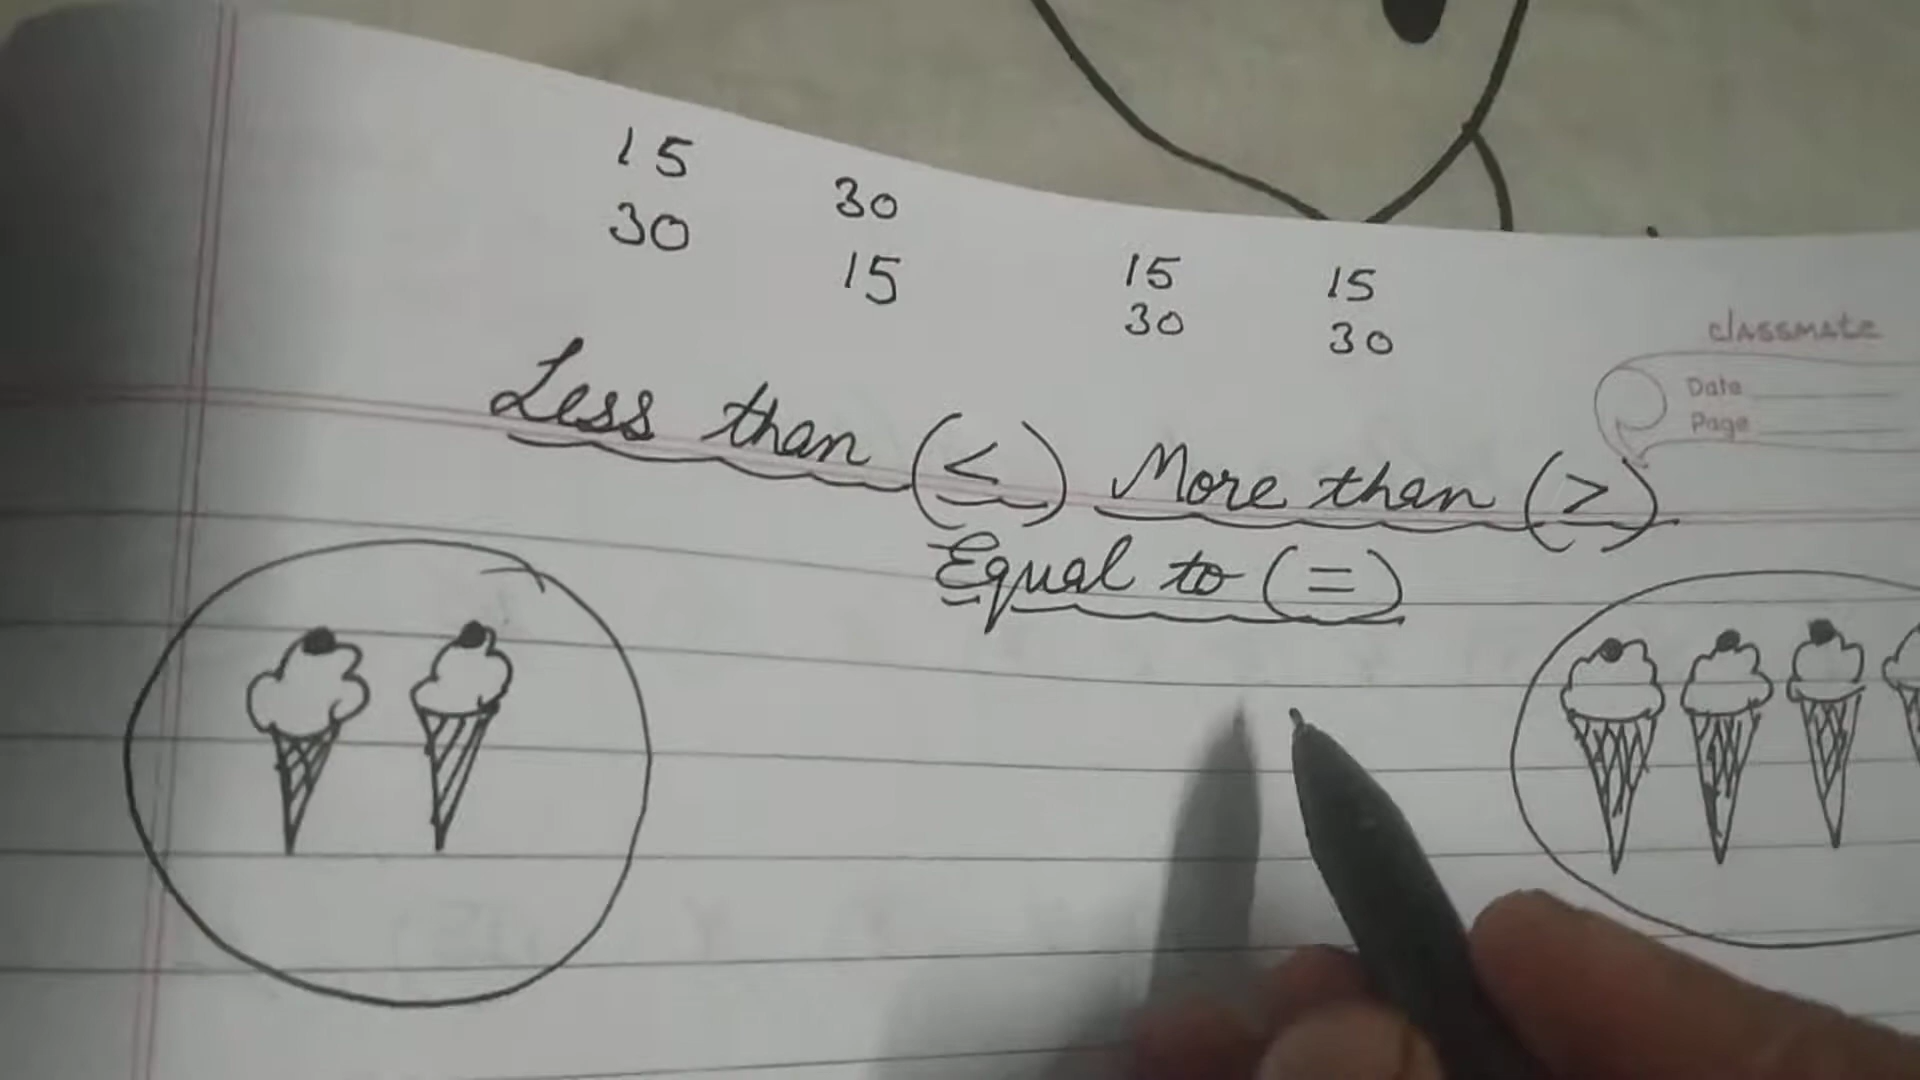 15 30
30 15
15 15
30 30
classmate
Date
Page
Less than (<) More than (>)
Equal to (=)